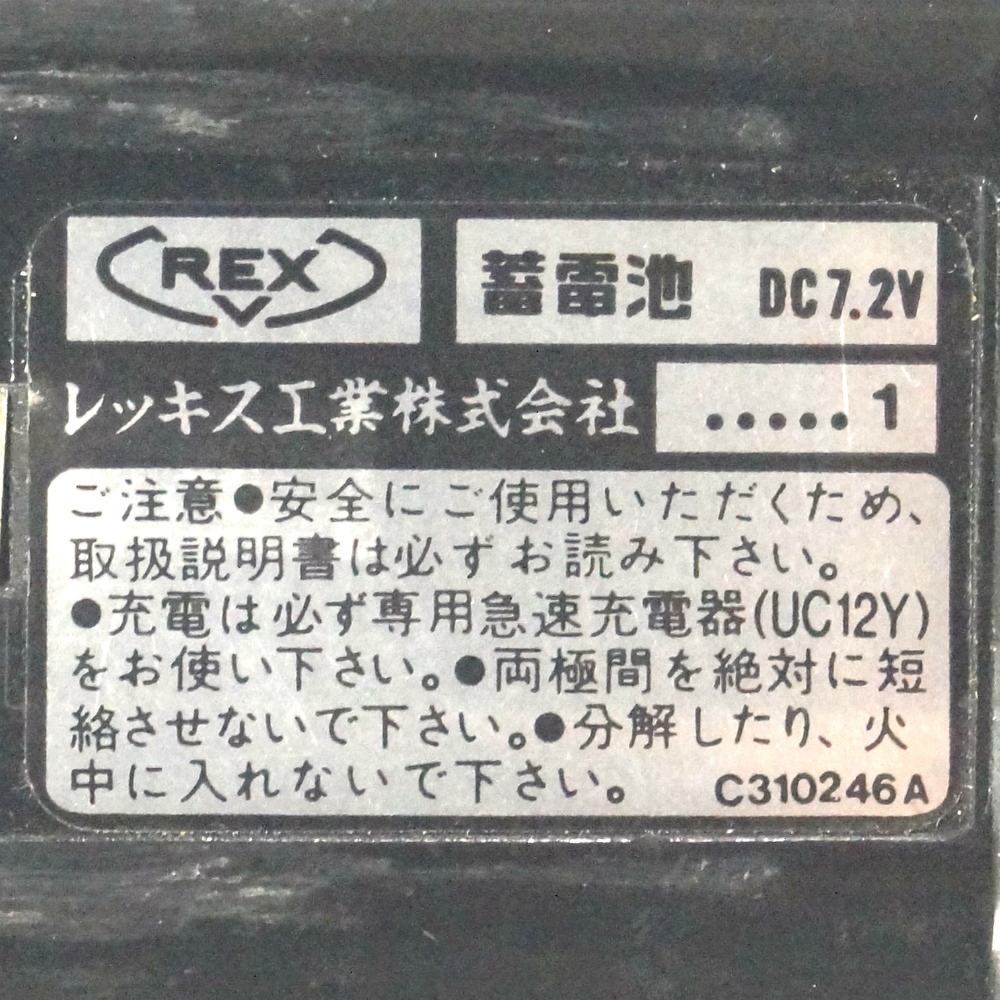 REX
蓄電池 DC7.2V
レッキス工業株式会社
•••••1
ご注意●安全にご使用いただくため、
取扱説明書は必ずお読み下さい。
●充電は必ず専用急速充電器(UC12Y)
をお使い下さい。●両極間を絶対に短
絡させないで下さい。●分解したり、火
中に入れないで下さい。
C310246A